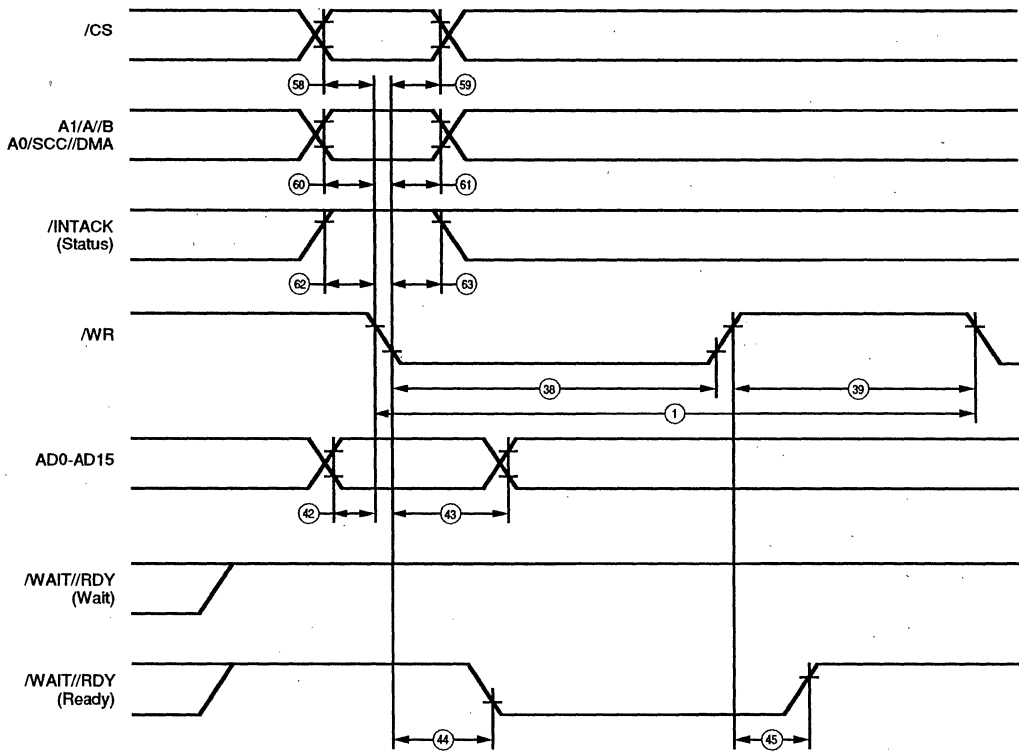 /CS
58
59
A1/A//B
A0/SCC//DMA
60
61
/INTACK
(Status)
62
63
/WR
38
39
1
AD0-AD15
42
43
/WAIT//RDY
(Wait)
/WAIT//RDY
(Ready)
44
45